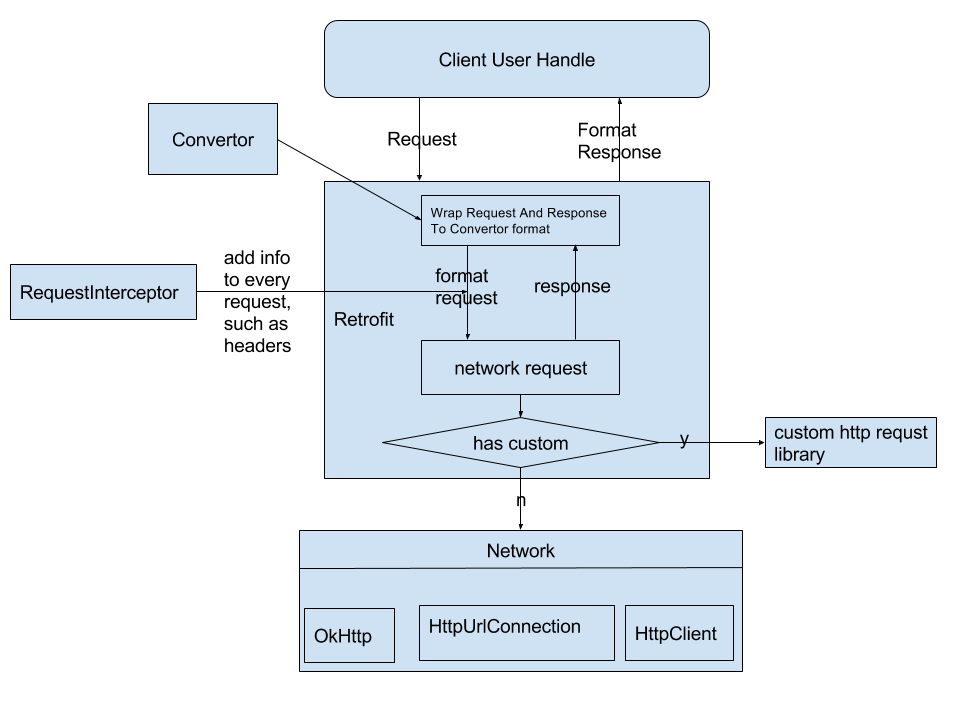 Client User Handle
Convertor
Request
Format
Response
Wrap Request And Response
To Convertor format
add info
to every
request,
such as
headers
RequestInterceptor
format
request
response
Retrofit
network request
has custom
y
custom http requst
library
n
Network
OkHttp
HttpUrlConnection
HttpClient